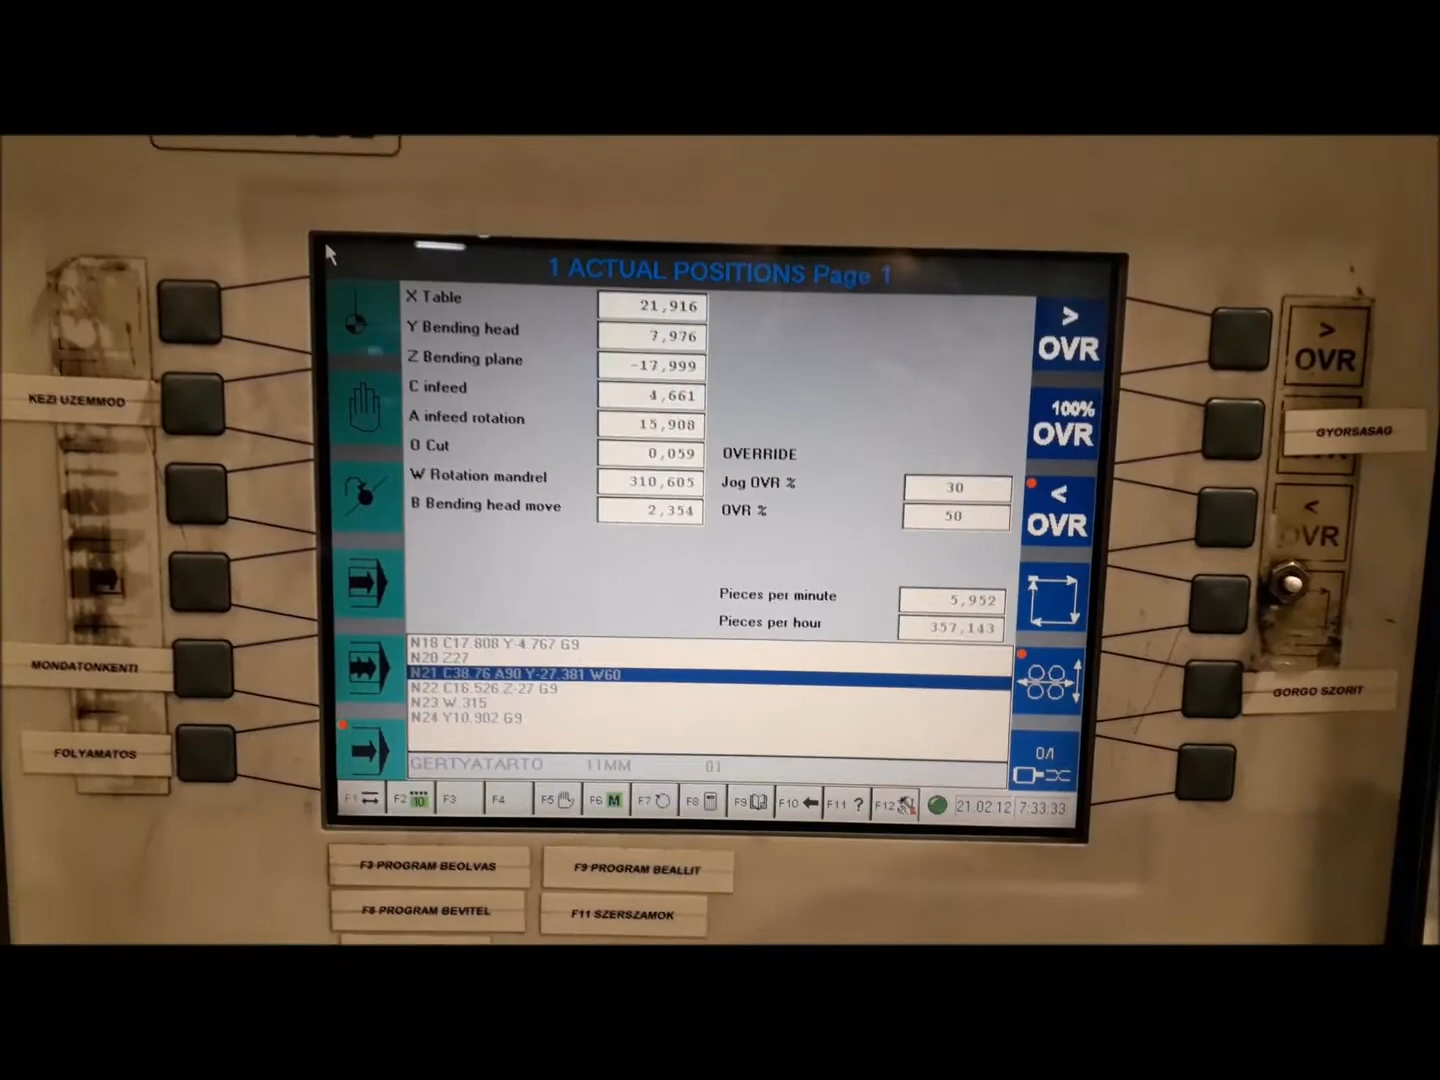 1 ACTUAL POSITIONS Page 1
X Table 21,916
Y Bending head 7,976
Z Bending plane -17,999
C infeed 4,661
A infeed rotation 15,908
O Cut 0,059
W Rotation mandrel 310,605
B Bending head move 2,354
OVERRIDE
Jog OVR % 30
OVR % 50
Pieces per minute 5,952
Pieces per hour 357,143
N18 C17.808 Y-4.767 G9
N20 Z27
N21 C38.76 A90 Y-27.381 W60
N22 C16.526 Z-27 G9
N23 W.315
N24 Y10.902 G9
GERTYATARTO 11MM 01
> OVR
100% OVR
< OVR
0/1
F1 F2 10 F3 F4 F5 F6 M F7 F8 F9 F10 F11 ? F12 21.02.12 7:33:33
KEZI UZEMMOD
MONDATONKENTI
FOLYAMATOS
>
OVR
GYORSASAG
<
OVR
GORGO SZORIT
F3 PROGRAM BEOLVAS
F9 PROGRAM BEALLIT
F8 PROGRAM BEVITEL
F11 SZERSZAMOK